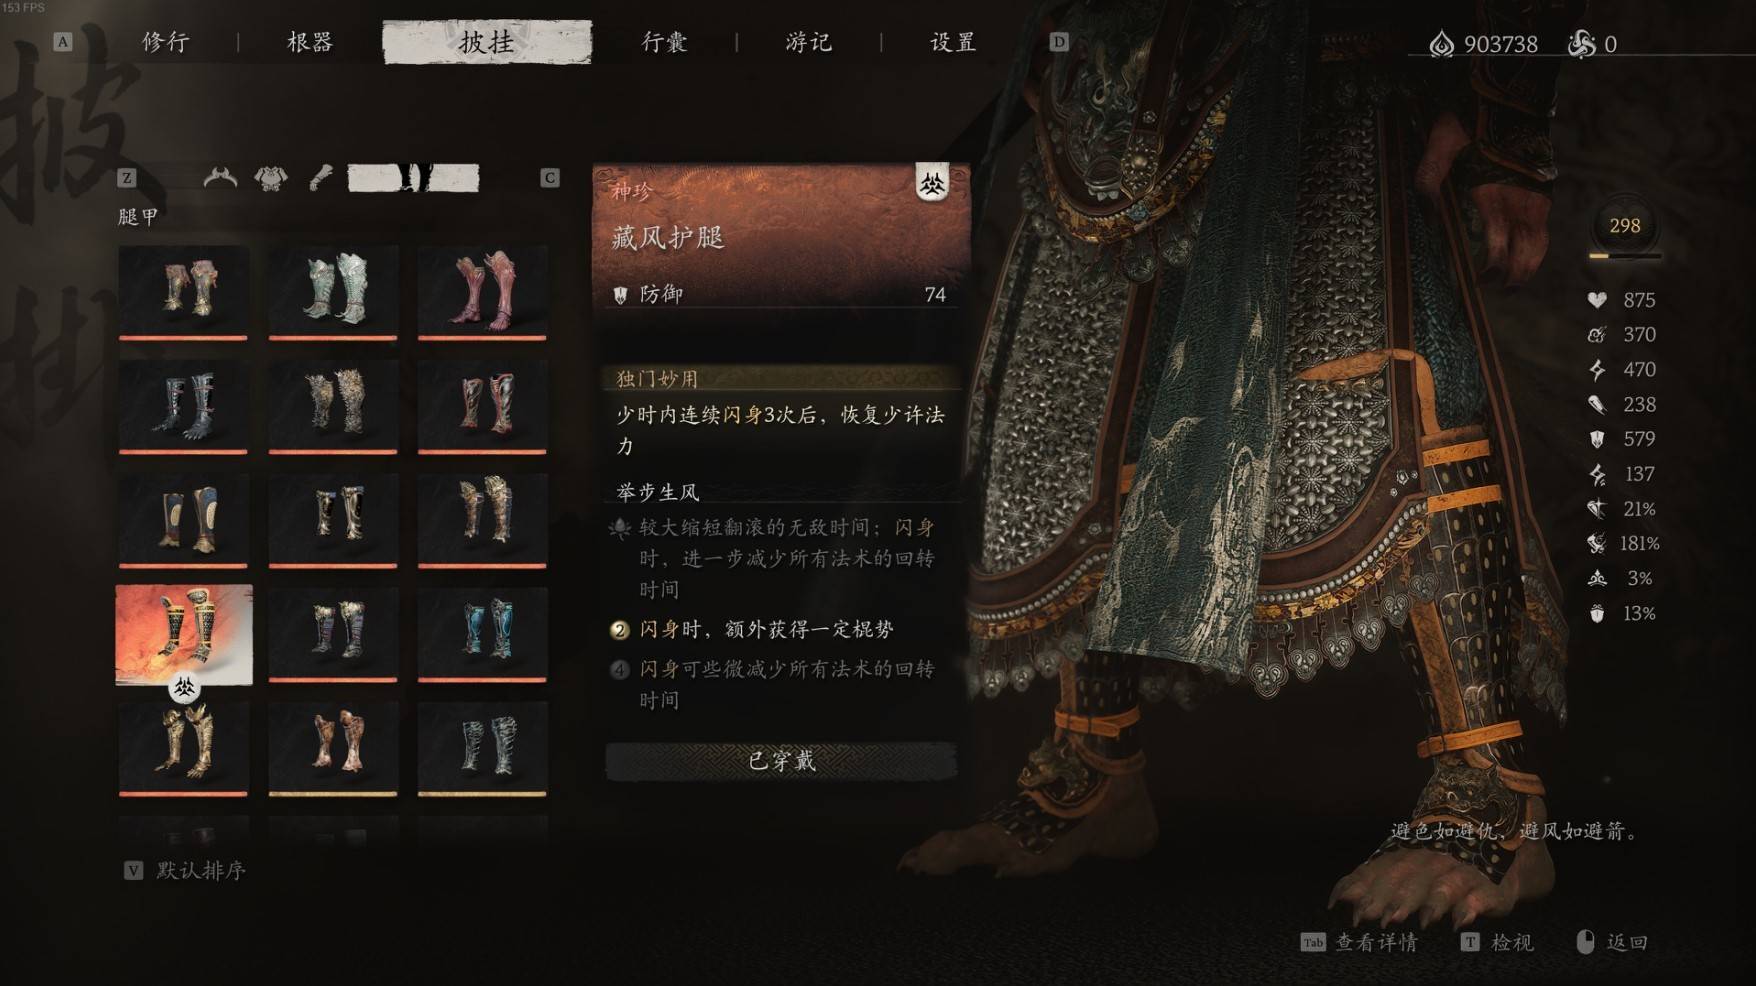 153 FPS
A
修行
根器
披挂
行囊
游记
设置
D
903738
0
披
挂
Z
C
腿甲
神珍
藏风护腿
防御
74
独门妙用
少时内连续闪身3次后，恢复少许法
力
举步生风
较大缩短翻滚的无敌时间；闪身
时，进一步减少所有法术的回转
时间
2 闪身时，额外获得一定棍势
4 闪身可些微减少所有法术的回转
时间
已穿戴
298
875
370
470
238
579
137
21%
181%
3%
13%
避色如避仇，避风如避箭。
V 默认排序
Tab 查看详情
T 检视
返回